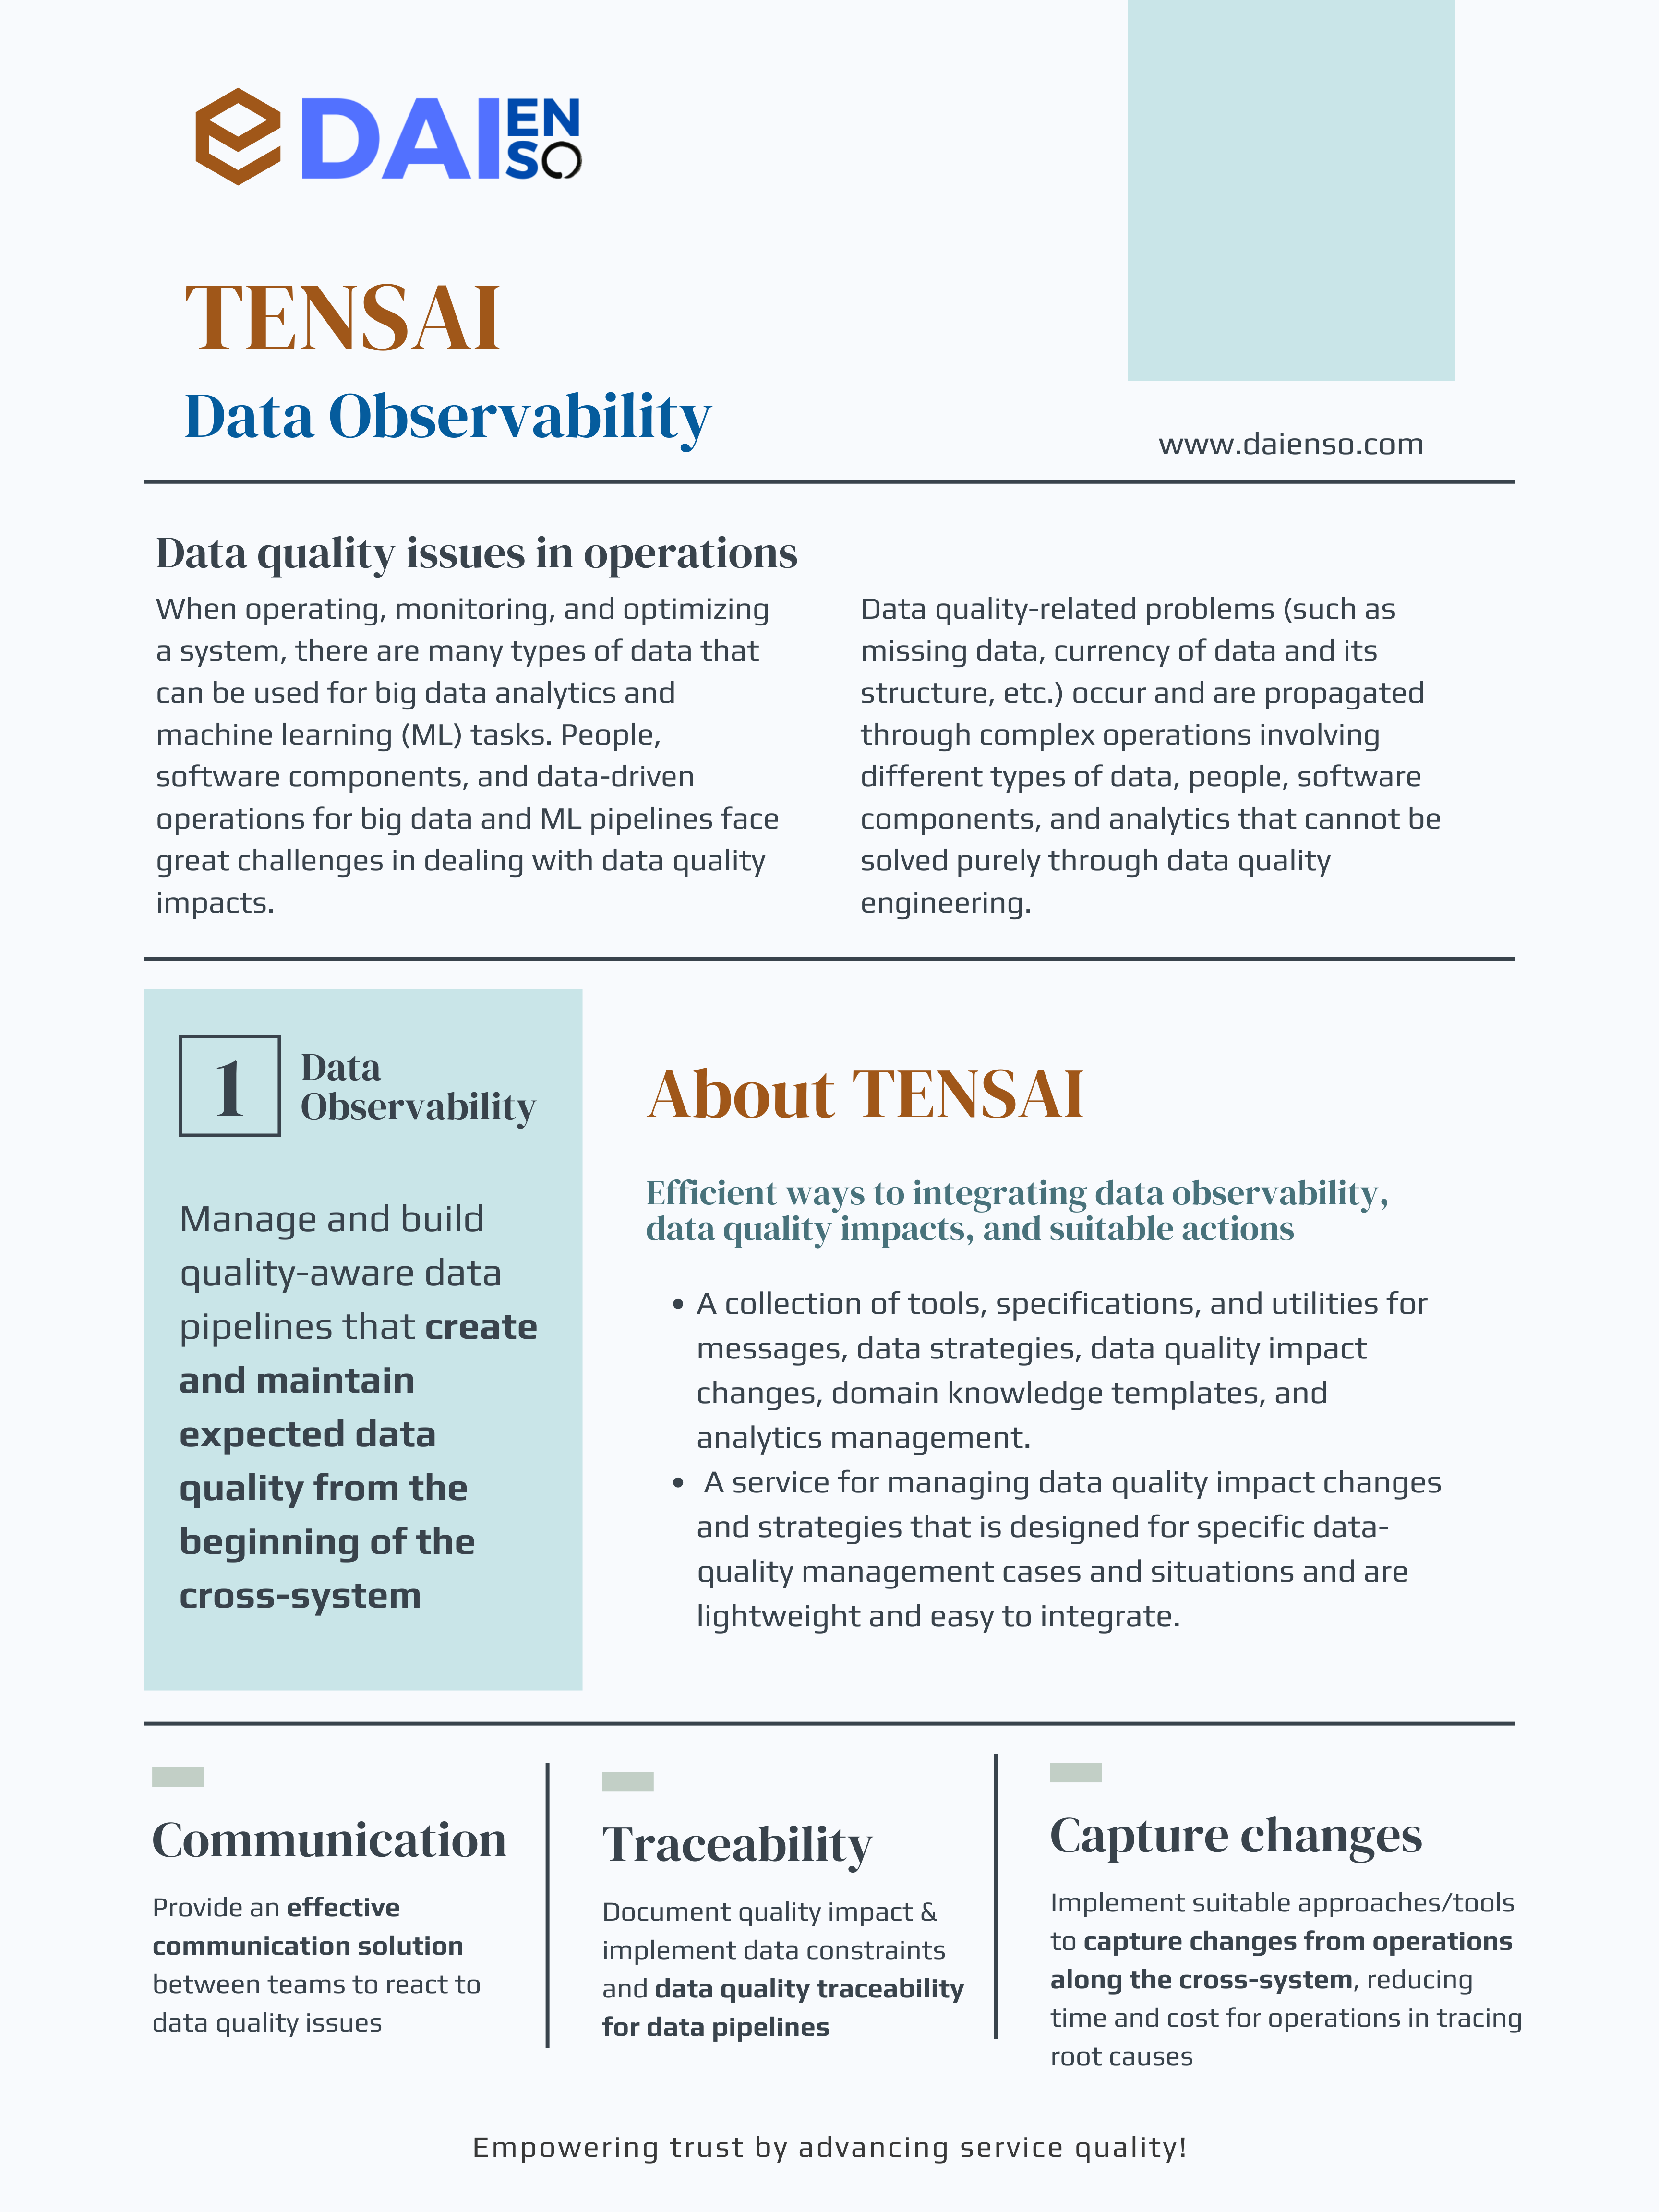 DAIENSO
TENSAI
Data Observability
www.daienso.com
Data quality issues in operations
When operating, monitoring, and optimizing
a system, there are many types of data that
can be used for big data analytics and
machine learning (ML) tasks. People,
software components, and data-driven
operations for big data and ML pipelines face
great challenges in dealing with data quality
impacts.
Data quality-related problems (such as
missing data, currency of data and its
structure, etc.) occur and are propagated
through complex operations involving
different types of data, people, software
components, and analytics that cannot be
solved purely through data quality
engineering.
1
Data
Observability
Manage and build
quality-aware data
pipelines that create
and maintain
expected data
quality from the
beginning of the
cross-system
About TENSAI
Efficient ways to integrating data observability,
data quality impacts, and suitable actions
• A collection of tools, specifications, and utilities for
messages, data strategies, data quality impact
changes, domain knowledge templates, and
analytics management.
• A service for managing data quality impact changes
and strategies that is designed for specific data-
quality management cases and situations and are
lightweight and easy to integrate.
Communication
Provide an effective
communication solution
between teams to react to
data quality issues
Traceability
Document quality impact &
implement data constraints
and data quality traceability
for data pipelines
Capture changes
Implement suitable approaches/tools
to capture changes from operations
along the cross-system, reducing
time and cost for operations in tracing
root causes
Empowering trust by advancing service quality!